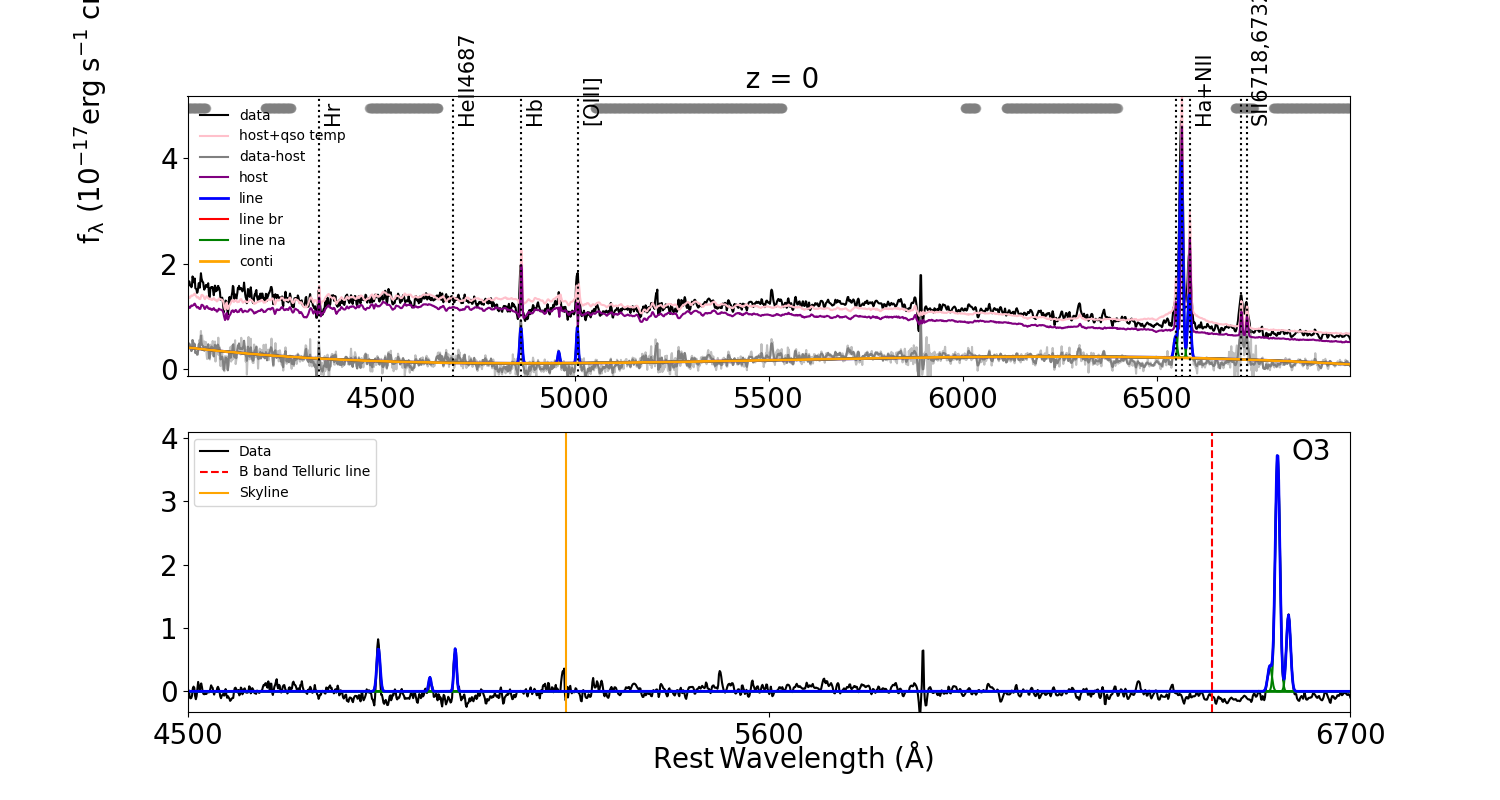 z = 0
f_λ (10^−17 erg s^−1
Hr
HeII4687
Hb
[OIII]
Ha+NII
SII6718,673
data
host+qso temp
data-host
host
line
line br
line na
conti
4
2
0
4500
5000
5500
6000
6500
Data
B band Telluric line
Skyline
O3
4
3
2
1
0
4500
5600
6700
Rest Wavelength (Å)